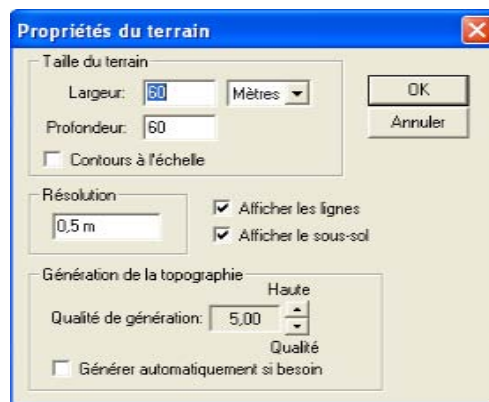 Propriétés du terrain
Taille du terrain
Largeur: 60 Mètres
Profondeur: 60
Contours à l'échelle
OK
Annuler
Résolution
0,5 m
Afficher les lignes
Afficher le sous-sol
Génération de la topographie
Haute
Qualité de génération: 5,00
Qualité
Générer automatiquement si besoin